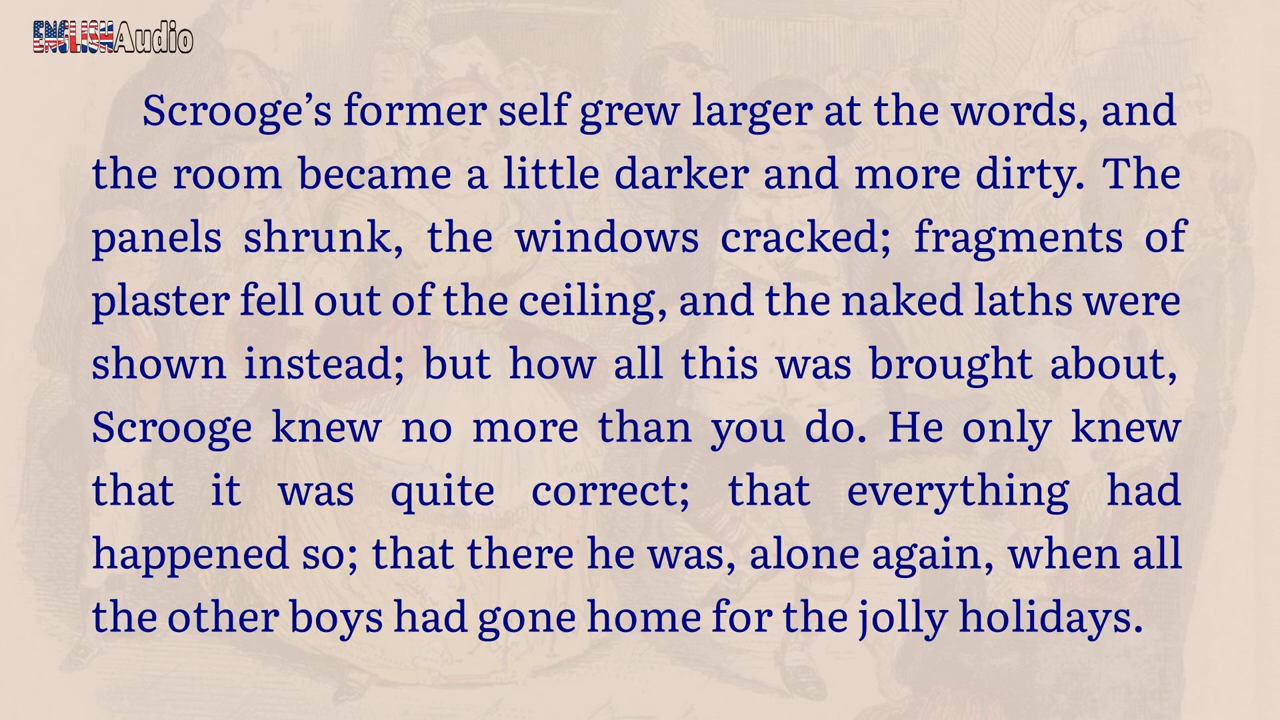 ENGLISHAudio
Scrooge’s former self grew larger at the words, and
the room became a little darker and more dirty. The
panels shrunk, the windows cracked; fragments of
plaster fell out of the ceiling, and the naked laths were
shown instead; but how all this was brought about,
Scrooge knew no more than you do. He only knew
that it was quite correct; that everything had
happened so; that there he was, alone again, when all
the other boys had gone home for the jolly holidays.